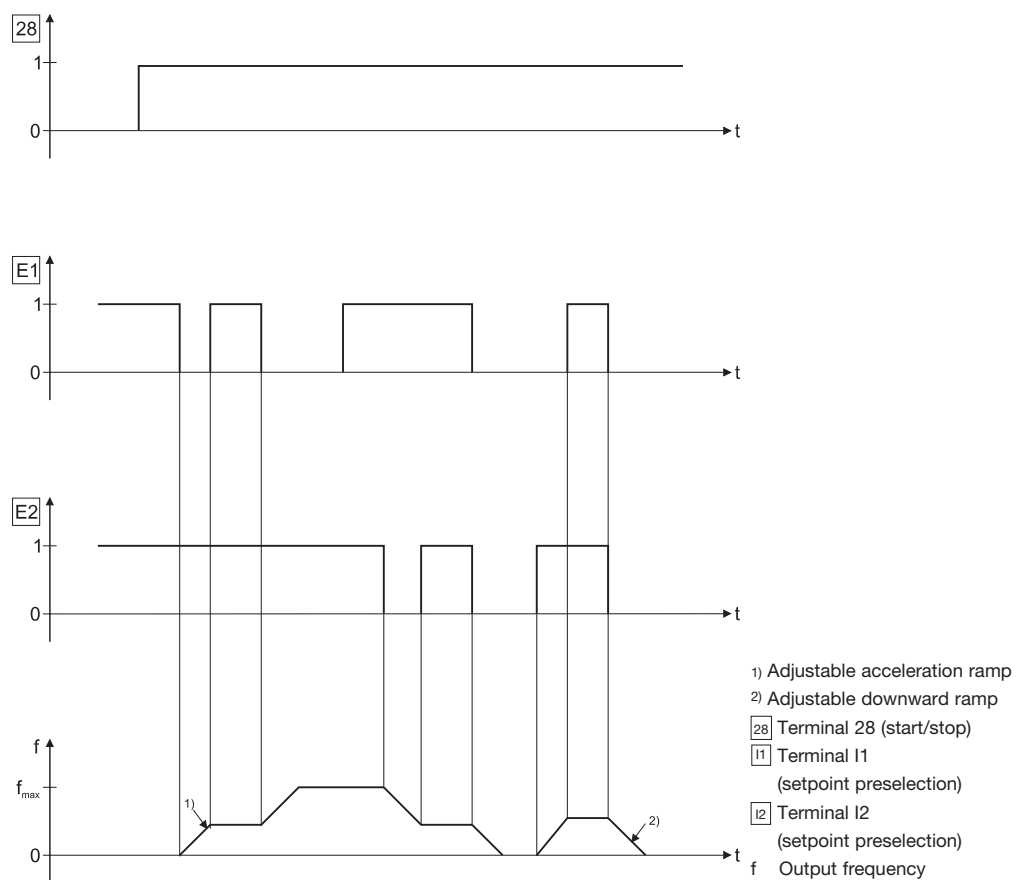 28
1
0
t
E1
1
0
t
E2
1
0
t
f
fmax
1)
2)
0
t
1) Adjustable acceleration ramp
2) Adjustable downward ramp
28 Terminal 28 (start/stop)
I1 Terminal I1
(setpoint preselection)
I2 Terminal I2
(setpoint preselection)
f Output frequency